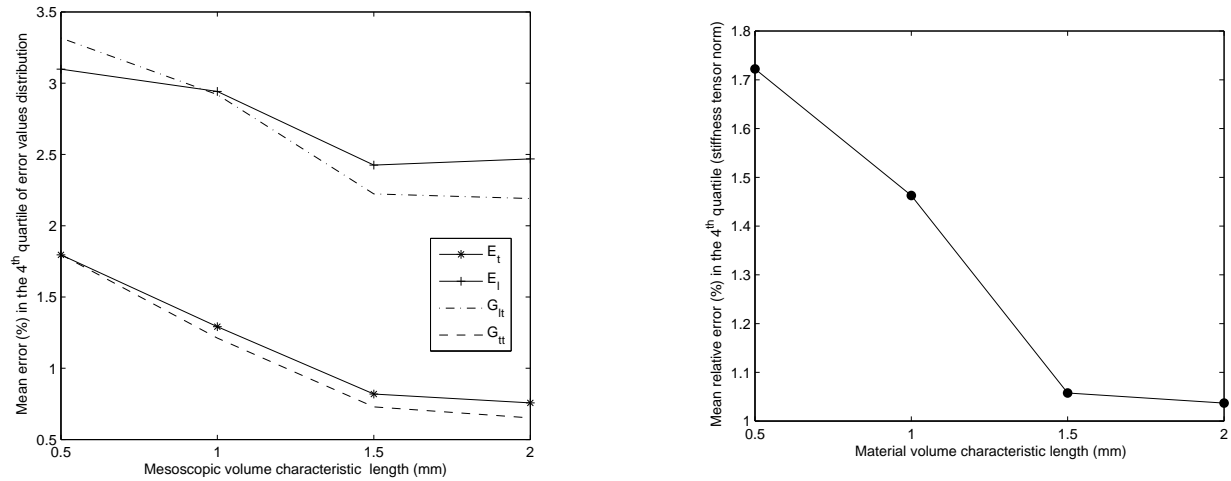 Mean error (%) in the 4th quartile of error values distribution
3.5
3
2.5
2
1.5
1
0.5
0.5 1 1.5 2
Mesoscopic volume characteristic length (mm)
E_t
E_l
G_lt
G_tt
Mean relative error (%) in the 4th quartile (stiffness tensor norm)
1.8
1.7
1.6
1.5
1.4
1.3
1.2
1.1
1
0.5 1 1.5 2
Material volume characteristic length (mm)